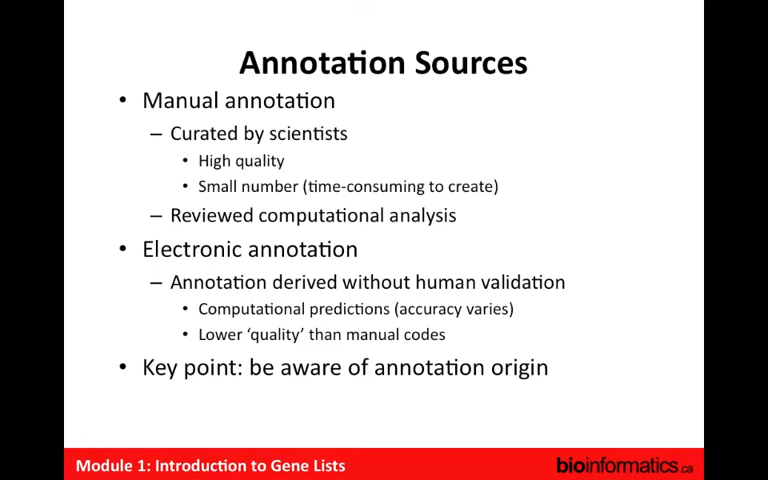 Annotation Sources
• Manual annotation
– Curated by scientists
• High quality
• Small number (time-consuming to create)
– Reviewed computational analysis
• Electronic annotation
– Annotation derived without human validation
• Computational predictions (accuracy varies)
• Lower ‘quality’ than manual codes
• Key point: be aware of annotation origin
Module 1: Introduction to Gene Lists
bioinformatics.ca